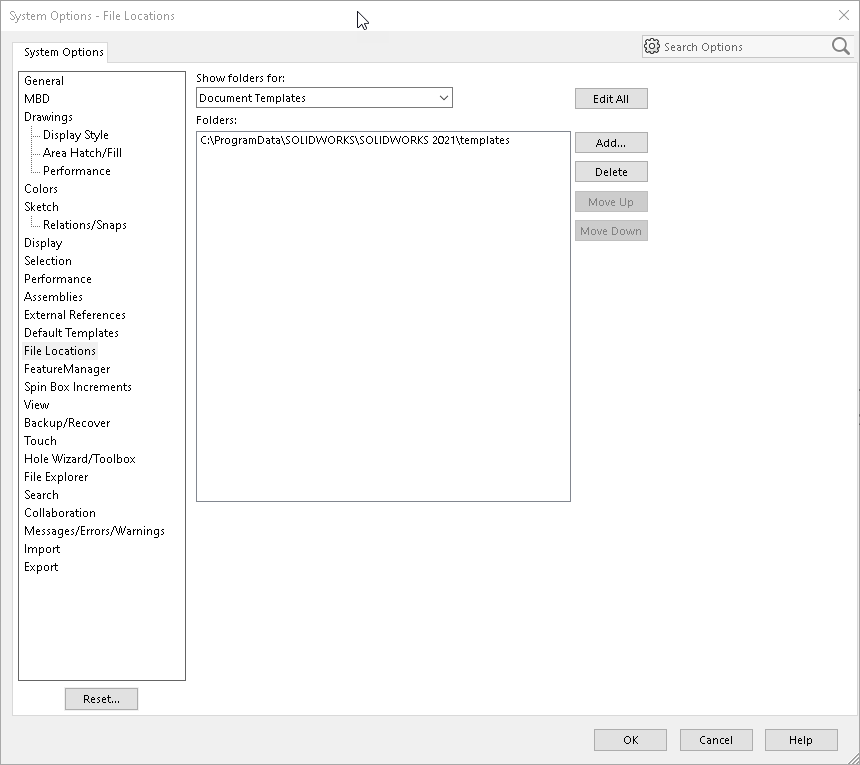 System Options - File Locations
System Options
Search Options
General
MBD
Drawings
Display Style
Area Hatch/Fill
Performance
Colors
Sketch
Relations/Snaps
Display
Selection
Performance
Assemblies
External References
Default Templates
File Locations
FeatureManager
Spin Box Increments
View
Backup/Recover
Touch
Hole Wizard/Toolbox
File Explorer
Search
Collaboration
Messages/Errors/Warnings
Import
Export
Reset...
Show folders for:
Document Templates
Folders:
C:\ProgramData\SOLIDWORKS\SOLIDWORKS 2021\templates
Edit All
Add...
Delete
Move Up
Move Down
OK
Cancel
Help